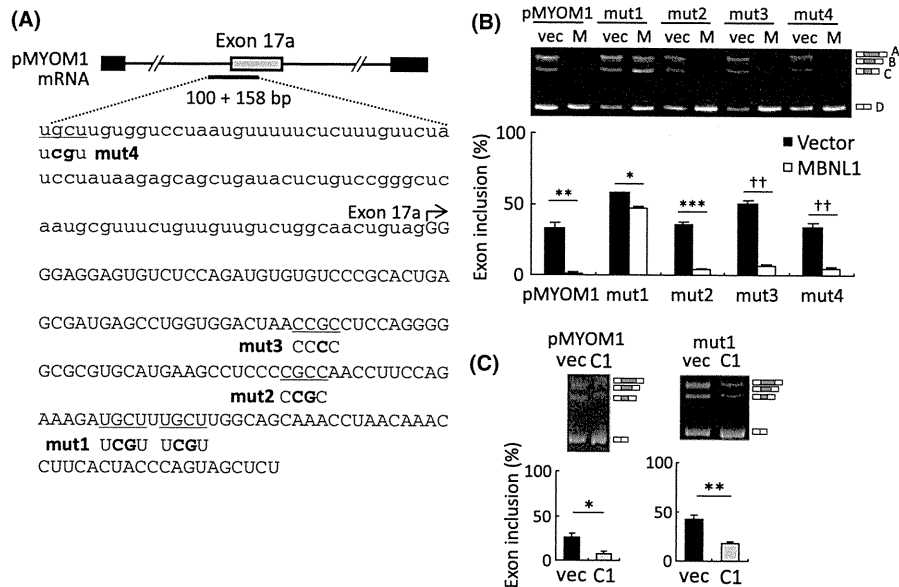 (A)
Exon 17a
pMYOM1
mRNA
100 + 158 bp
ugcuugugguccuaauguuuuucucuuuguucua
ucgu mut4
uccuauaagagcagcugauacucuguccgggcuc
Exon 17a
aaugcguuucuguuguugucuggcaacuguagGG
GGAGGAGUGUCUCCAGAUGUGUGUCCCGCACUGA
GCGAUGAGCCUGGUGGACUAACCGCCUCCAGGGG
mut3 CCCC
GCGCGUGCAUGAAGCCUCCCCGCCAACCUUCCAG
mut2 CCGC
AAAGAUGCUUUGCUUGGCAGCAAACCUAACAAAC
mut1 UCGU UCGU
CUUCACUACCCAGUAGCUCU
(B)
pMYOM1 mut1 mut2 mut3 mut4
vec M vec M vec M vec M vec M
A
B
C
D
Exon inclusion (%)
100
50
0
Vector
MBNL1
** * *** †† ††
pMYOM1 mut1 mut2 mut3 mut4
(C)
pMYOM1
vec C1
mut1
vec C1
Exon inclusion (%)
100
50
0
*
vec C1
100
50
0
**
vec C1